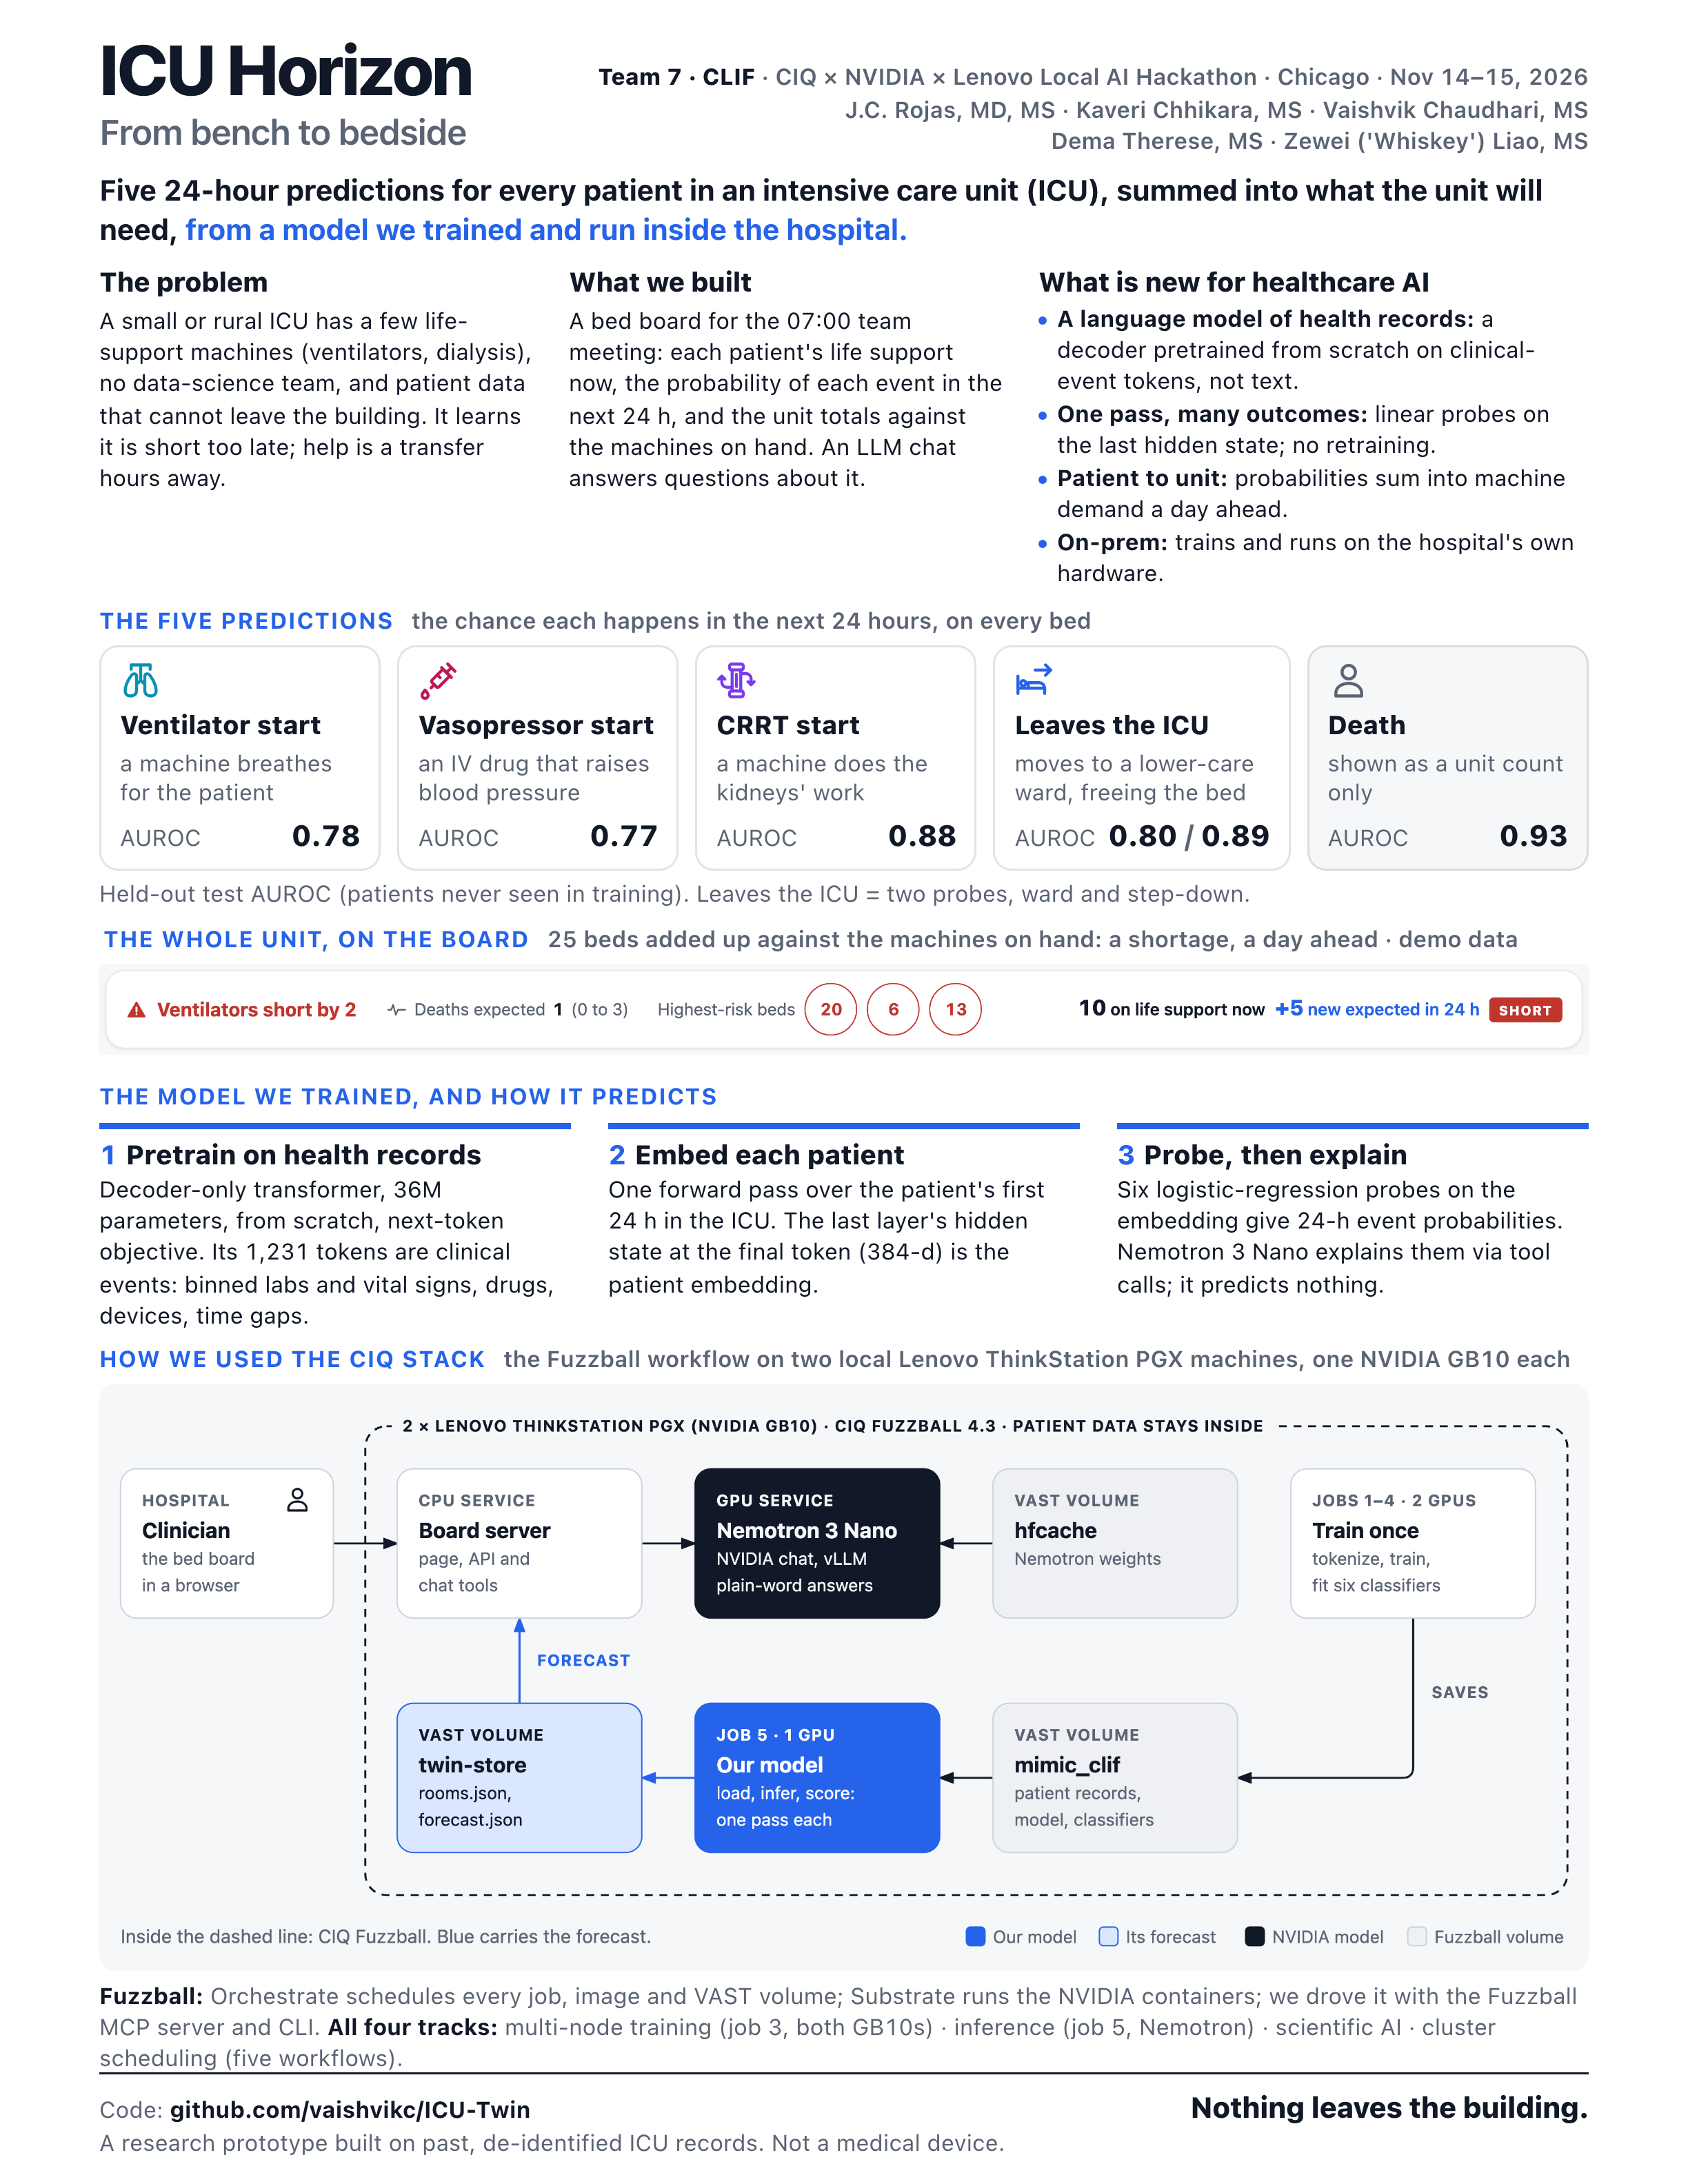 ICU Horizon
From bench to bedside
Team 7 · CLIF · CIQ × NVIDIA × Lenovo Local AI Hackathon · Chicago · Nov 14–15, 2026
J.C. Rojas, MD, MS · Kaveri Chhikara, MS · Vaishvik Chaudhari, MS
Dema Therese, MS · Zewei ('Whiskey') Liao, MS
Five 24-hour predictions for every patient in an intensive care unit (ICU), summed into what the unit will
need, from a model we trained and run inside the hospital.
The problem
A small or rural ICU has a few life-
support machines (ventilators, dialysis),
no data-science team, and patient data
that cannot leave the building. It learns
it is short too late; help is a transfer
hours away.
What we built
A bed board for the 07:00 team
meeting: each patient's life support
now, the probability of each event in the
next 24 h, and the unit totals against
the machines on hand. An LLM chat
answers questions about it.
What is new for healthcare AI
• A language model of health records: a
decoder pretrained from scratch on clinical-
event tokens, not text.
• One pass, many outcomes: linear probes on
the last hidden state; no retraining.
• Patient to unit: probabilities sum into machine
demand a day ahead.
• On-prem: trains and runs on the hospital's own
hardware.
THE FIVE PREDICTIONS the chance each happens in the next 24 hours, on every bed
Ventilator start
a machine breathes
for the patient
AUROC 0.78
Vasopressor start
an IV drug that raises
blood pressure
AUROC 0.77
CRRT start
a machine does the
kidneys' work
AUROC 0.88
Leaves the ICU
moves to a lower-care
ward, freeing the bed
AUROC 0.80 / 0.89
Death
shown as a unit count
only
AUROC 0.93
Held-out test AUROC (patients never seen in training). Leaves the ICU = two probes, ward and step-down.
THE WHOLE UNIT, ON THE BOARD 25 beds added up against the machines on hand: a shortage, a day ahead · demo data
Ventilators short by 2 Deaths expected 1 (0 to 3) Highest-risk beds 20 6 13 10 on life support now +5 new expected in 24 h SHORT
THE MODEL WE TRAINED, AND HOW IT PREDICTS
1 Pretrain on health records
Decoder-only transformer, 36M
parameters, from scratch, next-token
objective. Its 1,231 tokens are clinical
events: binned labs and vital signs, drugs,
devices, time gaps.
2 Embed each patient
One forward pass over the patient's first
24 h in the ICU. The last layer's hidden
state at the final token (384-d) is the
patient embedding.
3 Probe, then explain
Six logistic-regression probes on the
embedding give 24-h event probabilities.
Nemotron 3 Nano explains them via tool
calls; it predicts nothing.
HOW WE USED THE CIQ STACK the Fuzzball workflow on two local Lenovo ThinkStation PGX machines, one NVIDIA GB10 each
2 × LENOVO THINKSTATION PGX (NVIDIA GB10) · CIQ FUZZBALL 4.3 · PATIENT DATA STAYS INSIDE
HOSPITAL
Clinician
the bed board
in a browser
CPU SERVICE
Board server
page, API and
chat tools
GPU SERVICE
Nemotron 3 Nano
NVIDIA chat, vLLM
plain-word answers
VAST VOLUME
hfcache
Nemotron weights
JOBS 1–4 · 2 GPUS
Train once
tokenize, train,
fit six classifiers
FORECAST
SAVES
VAST VOLUME
twin-store
rooms.json,
forecast.json
JOB 5 · 1 GPU
Our model
load, infer, score:
one pass each
VAST VOLUME
mimic_clif
patient records,
model, classifiers
Inside the dashed line: CIQ Fuzzball. Blue carries the forecast.
Our model Its forecast NVIDIA model Fuzzball volume
Fuzzball: Orchestrate schedules every job, image and VAST volume; Substrate runs the NVIDIA containers; we drove it with the Fuzzball
MCP server and CLI. All four tracks: multi-node training (job 3, both GB10s) · inference (job 5, Nemotron) · scientific AI · cluster
scheduling (five workflows).
Code: github.com/vaishvikc/ICU-Twin
Nothing leaves the building.
A research prototype built on past, de-identified ICU records. Not a medical device.